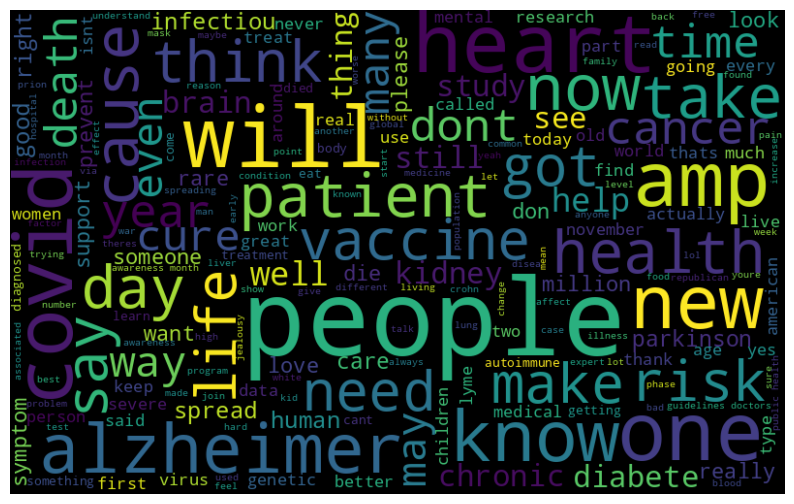 infectiou
never
mental
research
back
free
understand
mask
maybe
isnt
treat
right
good
hospital
death
prion
even
prevent
cause
think
brain
thing
many
please
heart
part
read
time
look
going
every
family
study
now
take
found
worse
reason
died
around
without
real
global
another
body
called
see
use
today
old
cancer
dont
point
will
come
effect
month
via
infection
spreading
rare
condition
eat
start
common
pain
still
world
thats
much
increases
yeah
medicine
let
level
got
find
amp
patient
known
don
help
actually
anyone
covid
women
factor
year
war
man
early
work
support
theres
cure
great
vaccine
population
november
live
week
trying
someone
liver
treatment
mean
health
lol
diagnosed
awareness month
well
die
kidney
million
food
republican
youre
day
show
living
crohn
disea
number
learn
life
give
different
change
affect
case
illness
new
american
say
want
high
people
talk
lung
two
parkinson
way
awareness
jealousy
love
care
always
autoimmune
expert
lot
thank
age
yes
associated
best
keep
program
white
need
make
risk
phase
sure
data
made
join
kid
lyme
problem
person
severe
spread
cant
may
children
medical
getting
bad
guidelines
doctors
public health
symptom
said
test
hard
human
know
one
type
alzheimer
chronic
diabete
really
something
first
virus
genetic
used
feel
better
blood